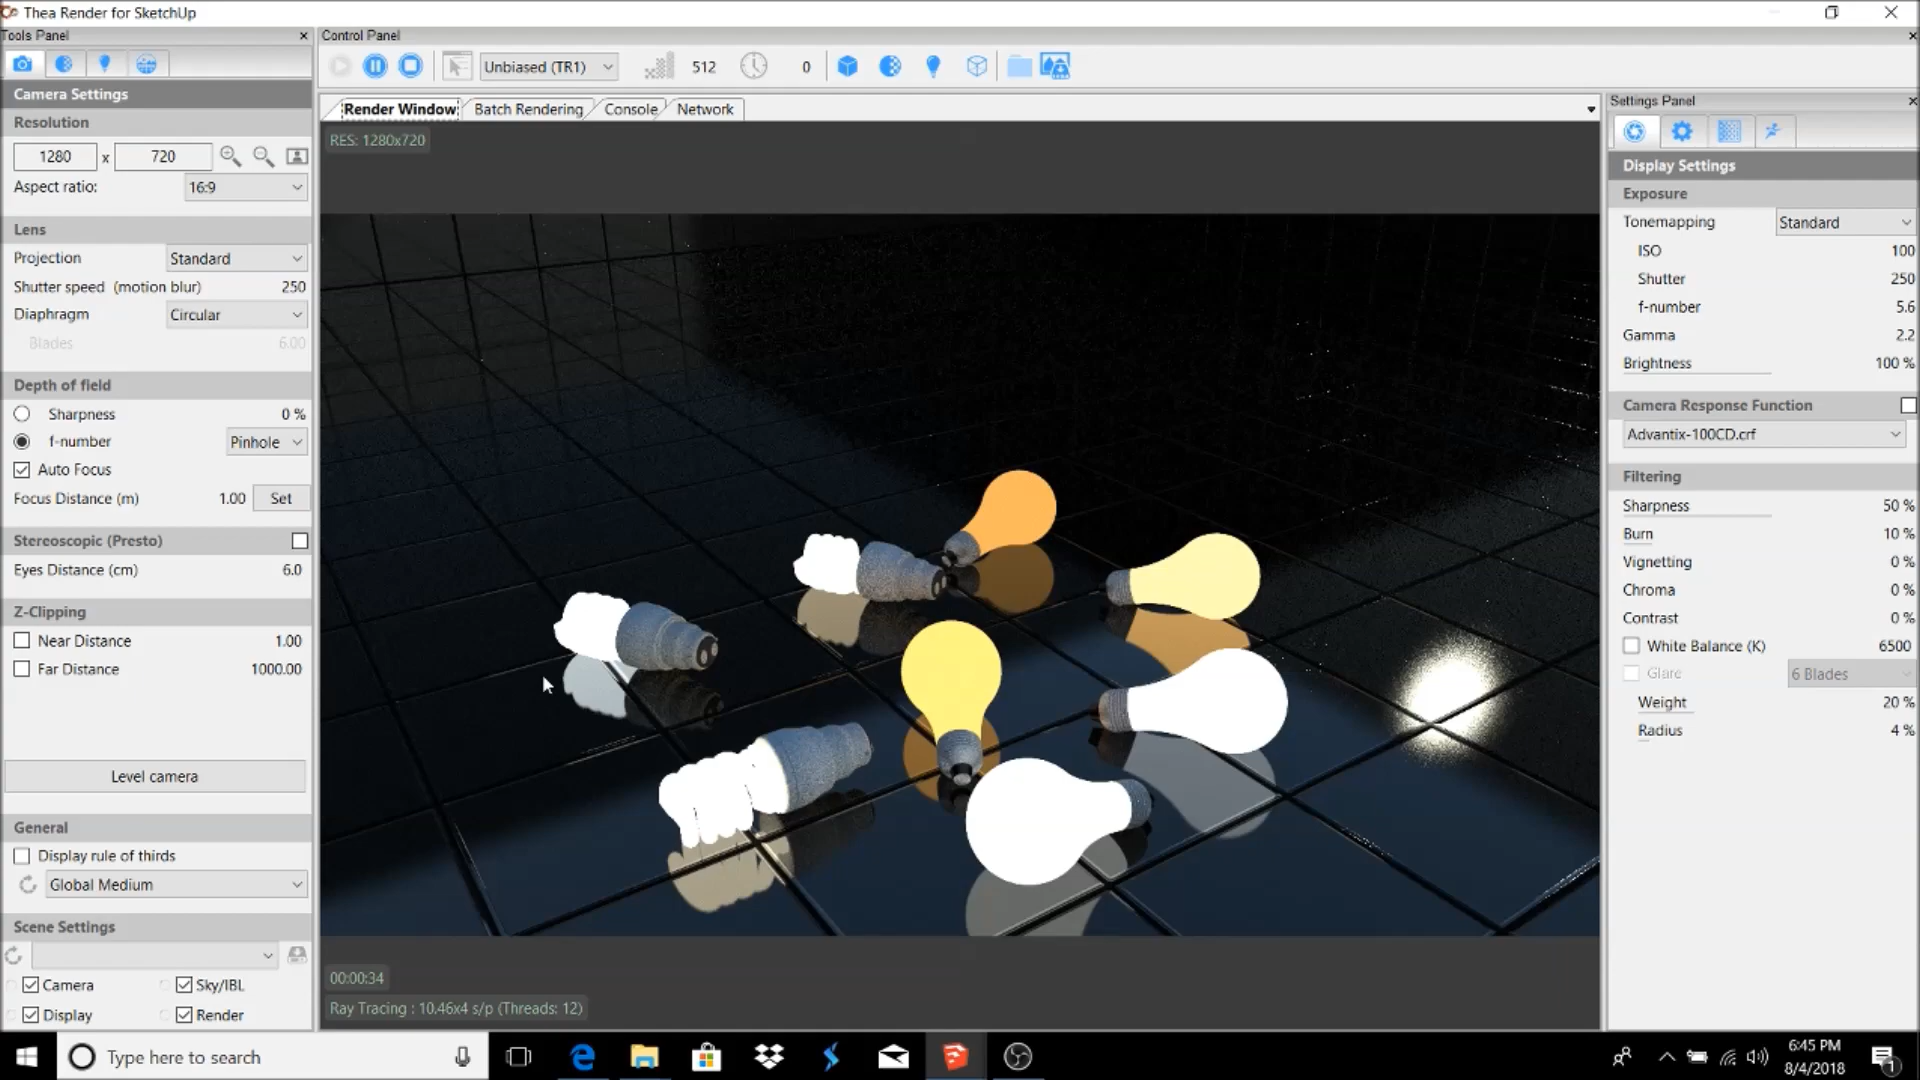 Thea Render for SketchUp
Tools Panel
Camera Settings
Resolution
1280 x 720
Aspect ratio: 16:9
Lens
Projection Standard
Shutter speed (motion blur) 250
Diaphragm Circular
Blades 6.00
Depth of field
Sharpness 0 %
f-number Pinhole
Auto Focus
Focus Distance (m) 1.00 Set
Stereoscopic (Presto)
Eyes Distance (cm) 6.0
Z-Clipping
Near Distance 1.00
Far Distance 1000.00
Level camera
General
Display rule of thirds
Global Medium
Scene Settings
Camera Sky/IBL
Display Render
Control Panel
Unbiased (TR1) 512 0
Render Window Batch Rendering Console Network
RES: 1280x720
00:00:34
Ray Tracing : 10.46x4 s/p (Threads: 12)
Settings Panel
Display Settings
Exposure
Tonemapping Standard
ISO 100
Shutter 250
f-number 5.6
Gamma 2.2
Brightness 100 %
Camera Response Function
Advantix-100CD.crf
Filtering
Sharpness 50 %
Burn 10 %
Vignetting 0 %
Chroma 0 %
Contrast 0 %
White Balance (K) 6500
Glare 6 Blades
Weight 20 %
Radius 4 %
Type here to search
6:45 PM
8/4/2018
1